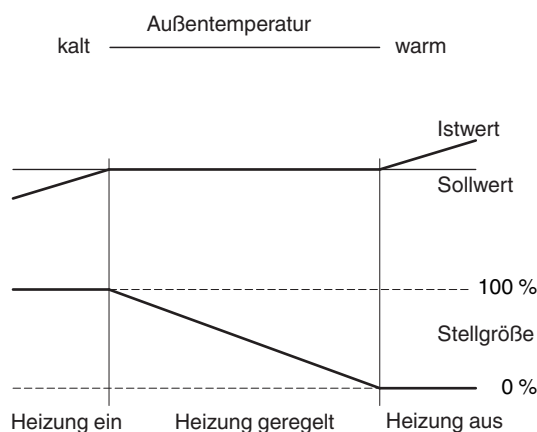 Außentemperatur
kalt
warm
Istwert
Sollwert
100 %
Stellgröße
0 %
Heizung ein
Heizung geregelt
Heizung aus